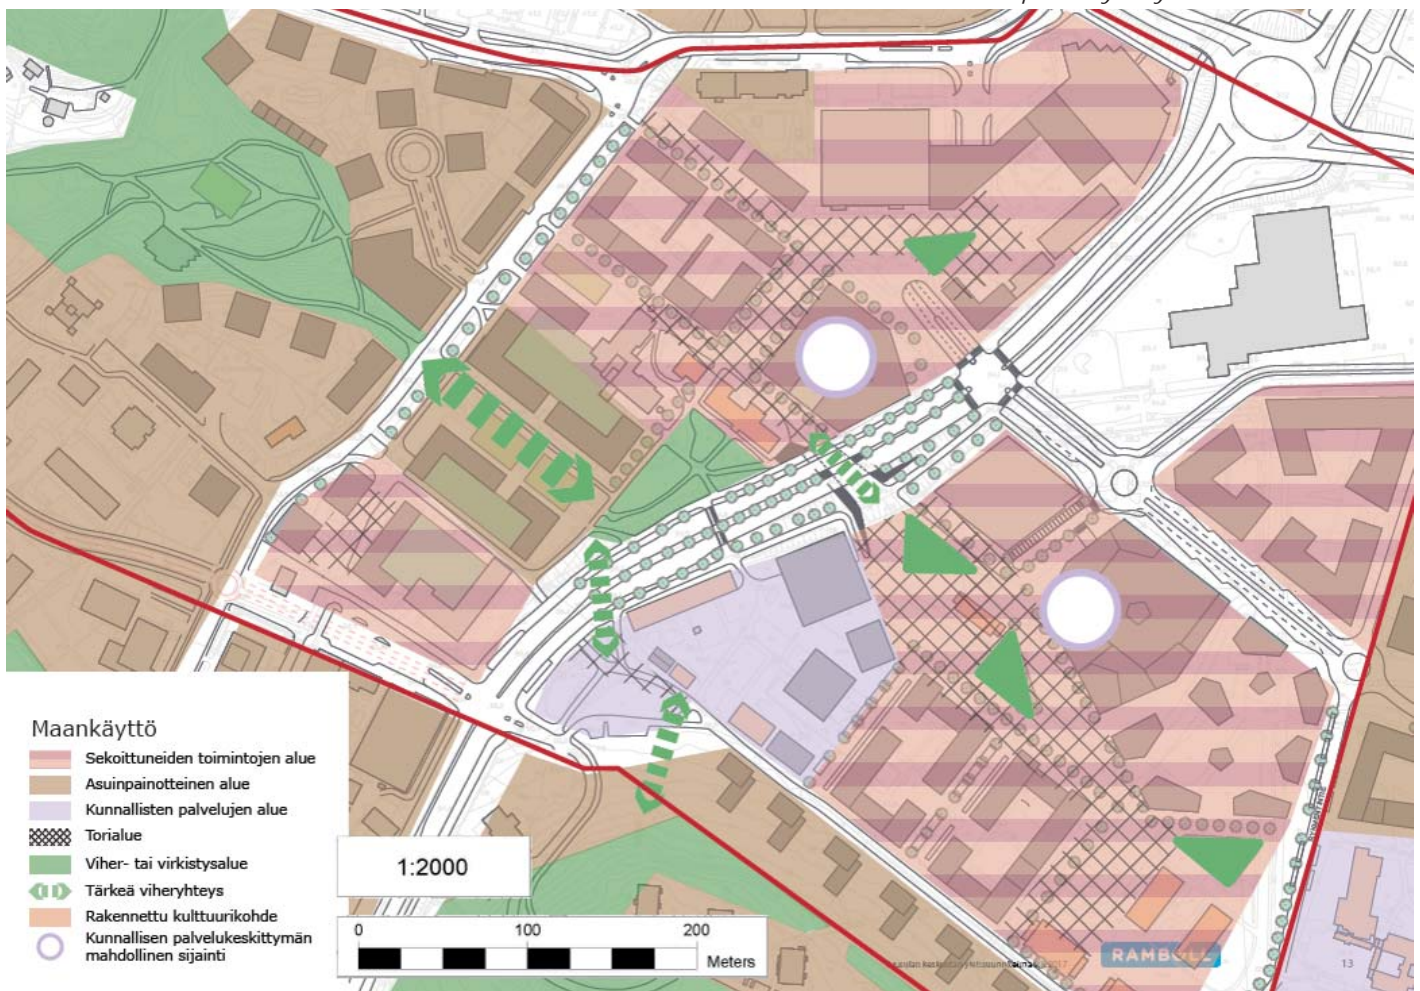 Maankäyttö
Sekoittuneiden toimintojen alue
Asuinpainotteinen alue
Kunnallisten palvelujen alue
Torialue
Viher- tai virkistysalue
Tärkeä viheryhteys
Rakennettu kulttuurikohde
Kunnallisen palvelukeskittymän
mahdollinen sijainti
1:2000
0 100 200
Meters
RAMBOLL
13